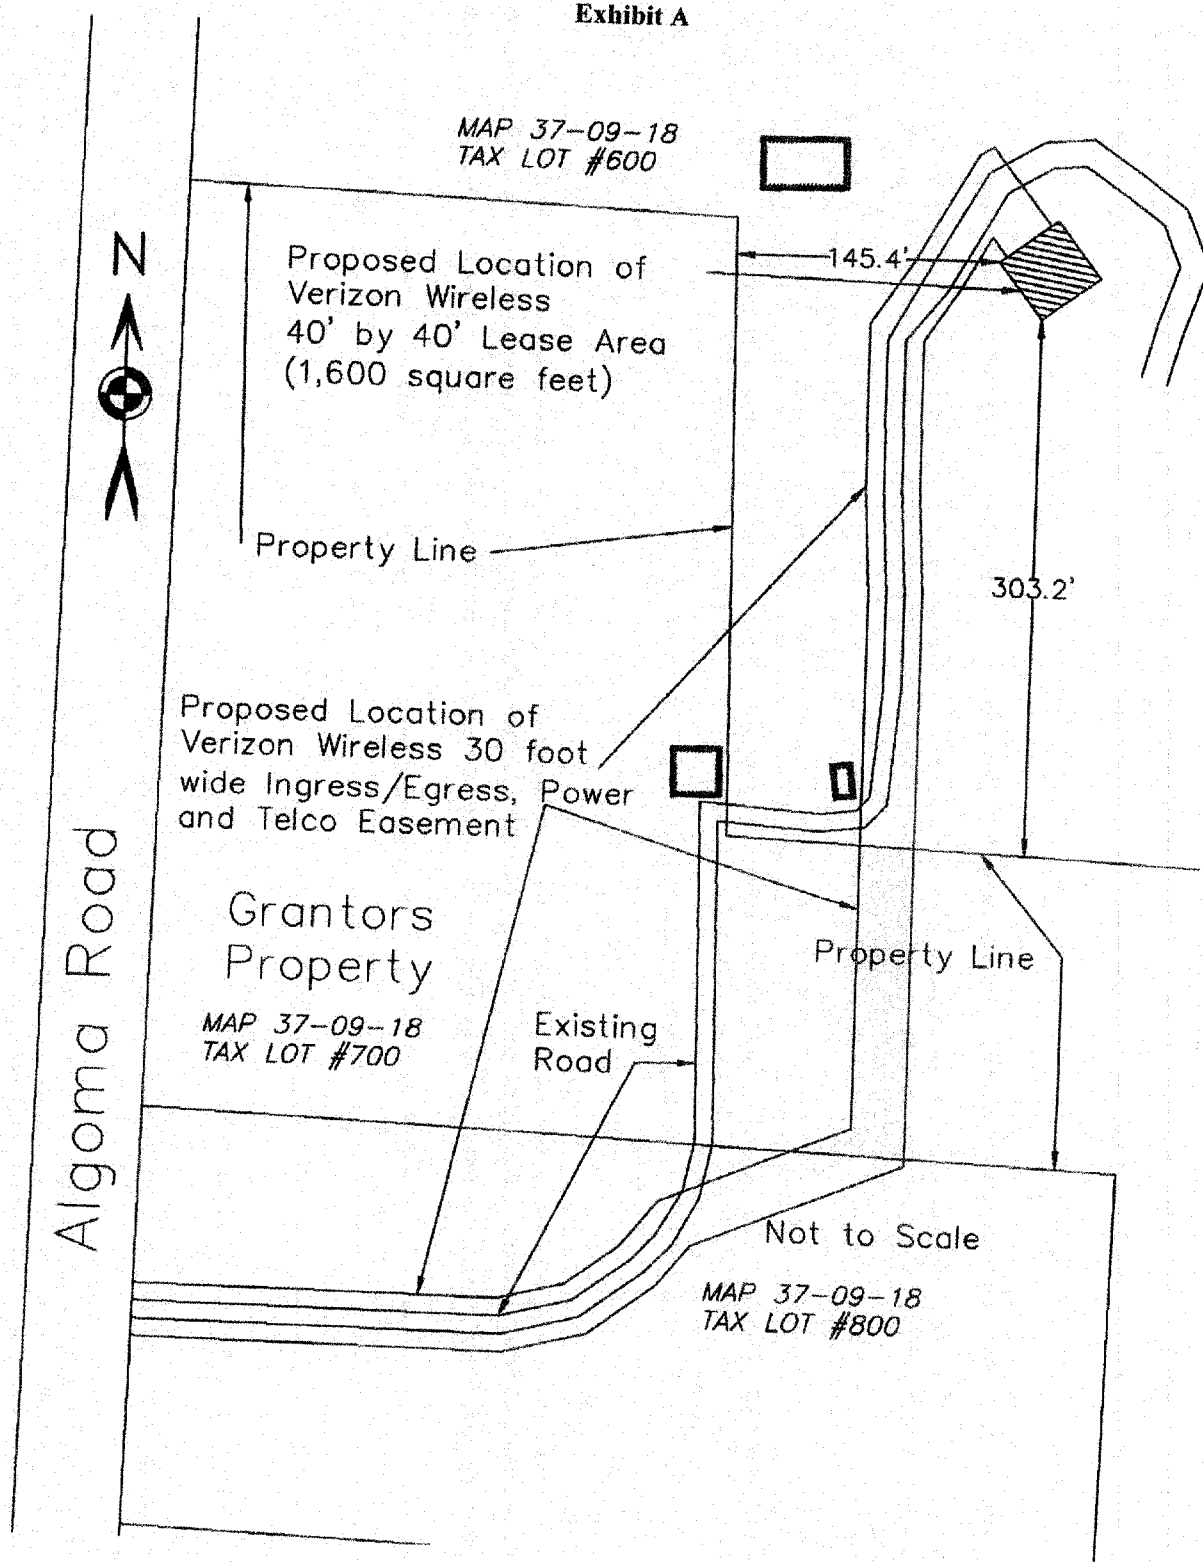 Exhibit A
MAP 37-09-18
TAX LOT #600
N
Proposed Location of
Verizon Wireless
40' by 40' Lease Area
(1,600 square feet)
145.4'
Property Line
303.2'
Proposed Location of
Verizon Wireless 30 foot
wide Ingress/Egress, Power
and Telco Easement
Algoma Road
Grantors
Property
MAP 37-09-18
TAX LOT #700
Property Line
Existing
Road
Not to Scale
MAP 37-09-18
TAX LOT #800